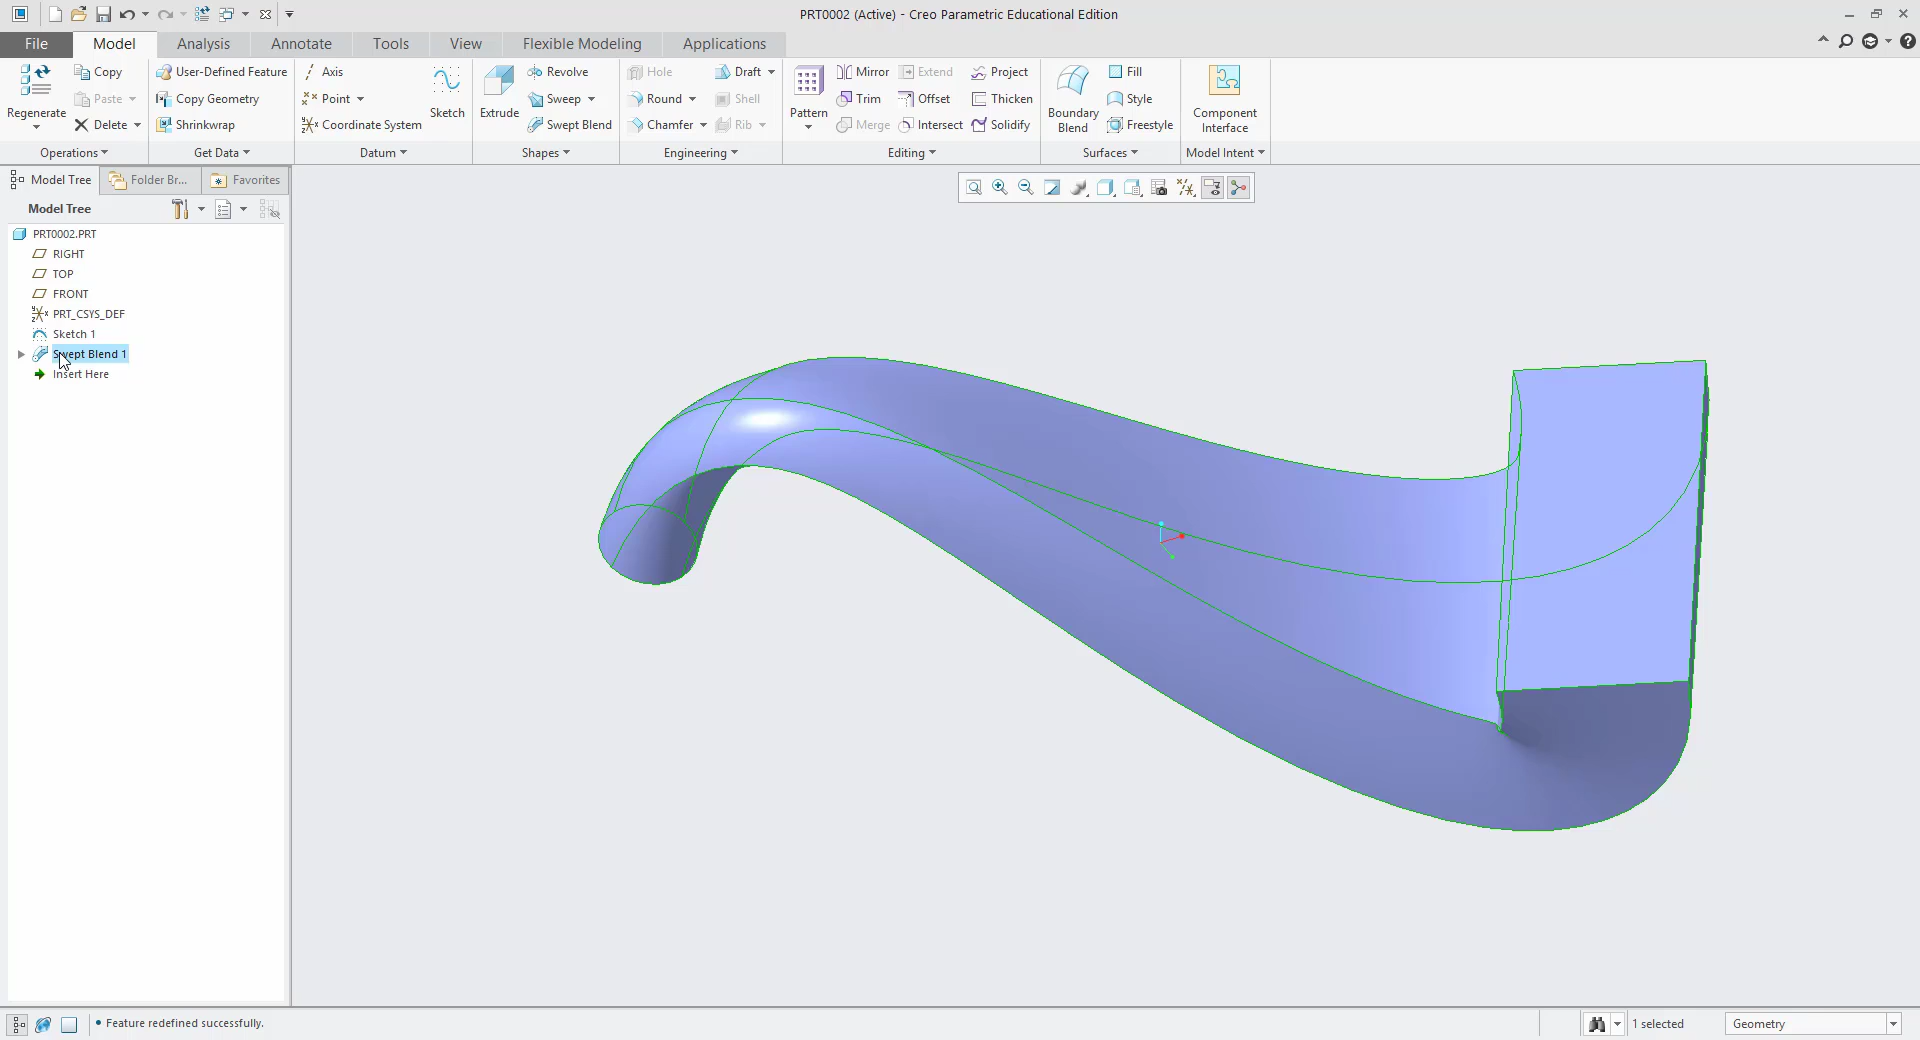 PRT0002 (Active) - Creo Parametric Educational Edition
File Model Analysis Annotate Tools View Flexible Modeling Applications
Regenerate
Copy
Paste
Delete
Operations
User-Defined Feature
Copy Geometry
Shrinkwrap
Get Data
Axis
Point
Coordinate System
Sketch
Datum
Extrude
Revolve
Sweep
Swept Blend
Shapes
Hole
Round
Chamfer
Draft
Shell
Rib
Engineering
Pattern
Mirror
Trim
Merge
Extend
Offset
Intersect
Project
Thicken
Solidify
Editing
Boundary
Blend
Fill
Style
Freestyle
Surfaces
Component
Interface
Model Intent
Model Tree Folder Br... Favorites
Model Tree
PRT0002.PRT
RIGHT
TOP
FRONT
PRT_CSYS_DEF
Sketch 1
Swept Blend 1
Insert Here
Feature redefined successfully.
1 selected
Geometry